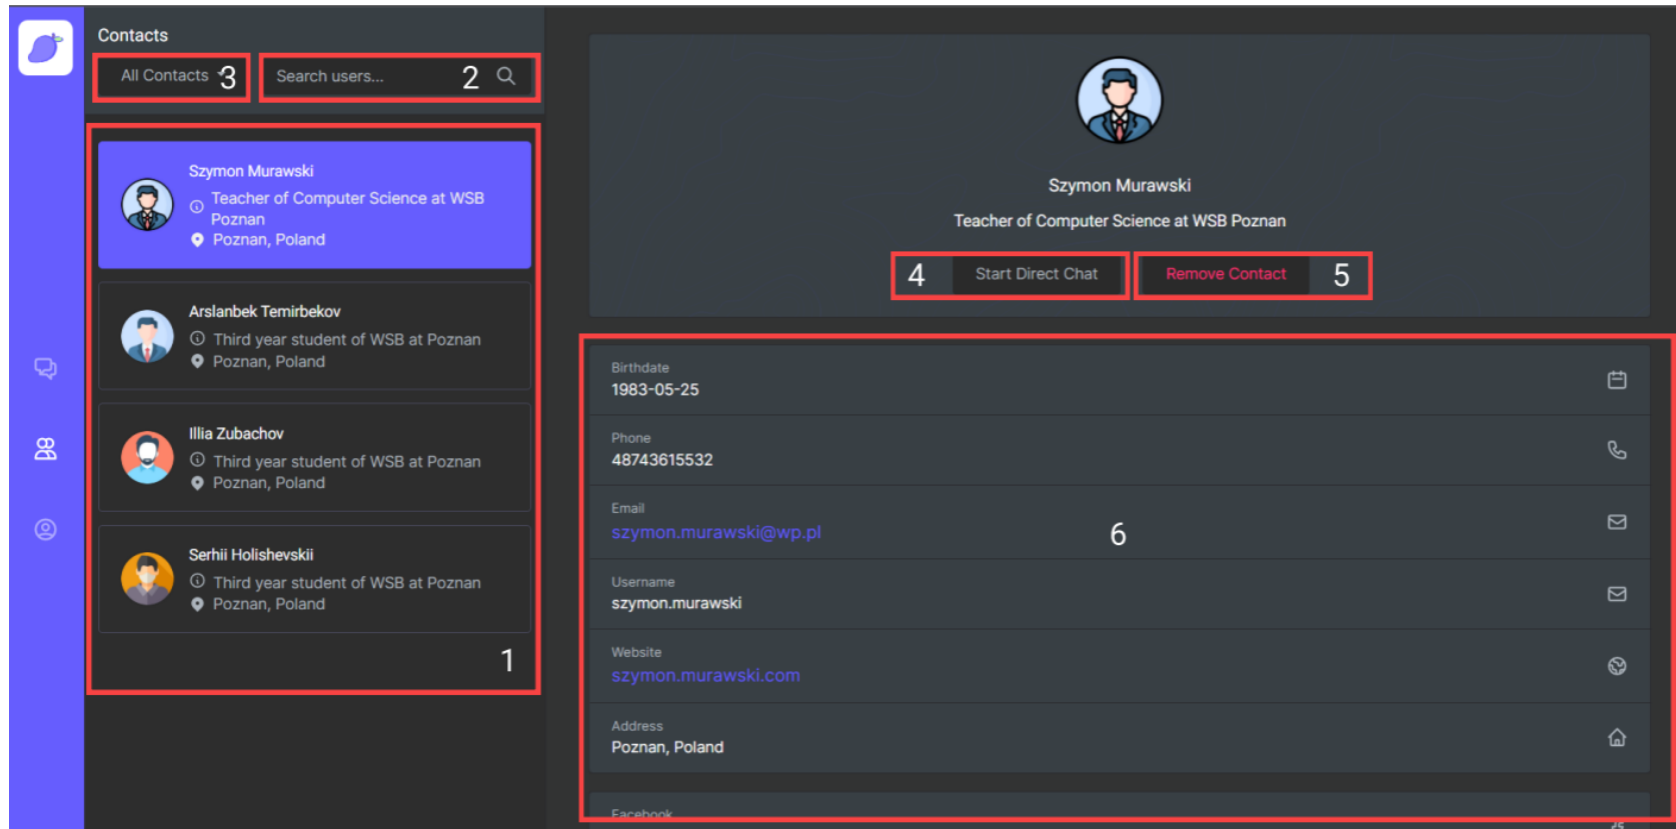 Contacts
All Contacts 3
Search users... 2
Szymon Murawski
Teacher of Computer Science at WSB
Poznan
Poznan, Poland
Arslanbek Temirbekov
Third year student of WSB at Poznan
Poznan, Poland
Illia Zubachov
Third year student of WSB at Poznan
Poznan, Poland
Serhii Holishevskii
Third year student of WSB at Poznan
Poznan, Poland
1
Szymon Murawski
Teacher of Computer Science at WSB Poznan
4 Start Direct Chat
Remove Contact 5
Birthdate
1983-05-25
Phone
48743615532
Email
szymon.murawski@wp.pl
6
Username
szymon.murawski
Website
szymon.murawski.com
Address
Poznan, Poland
Facebook